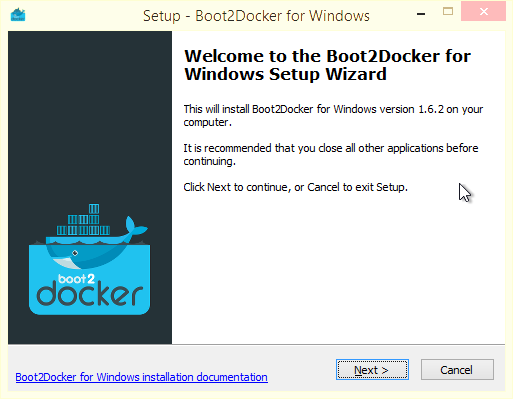 Setup - Boot2Docker for Windows
Welcome to the Boot2Docker for
Windows Setup Wizard
This will install Boot2Docker for Windows version 1.6.2 on your
computer.
It is recommended that you close all other applications before
continuing.
Click Next to continue, or Cancel to exit Setup.
boot2
docker
Boot2Docker for Windows installation documentation
Next >
Cancel